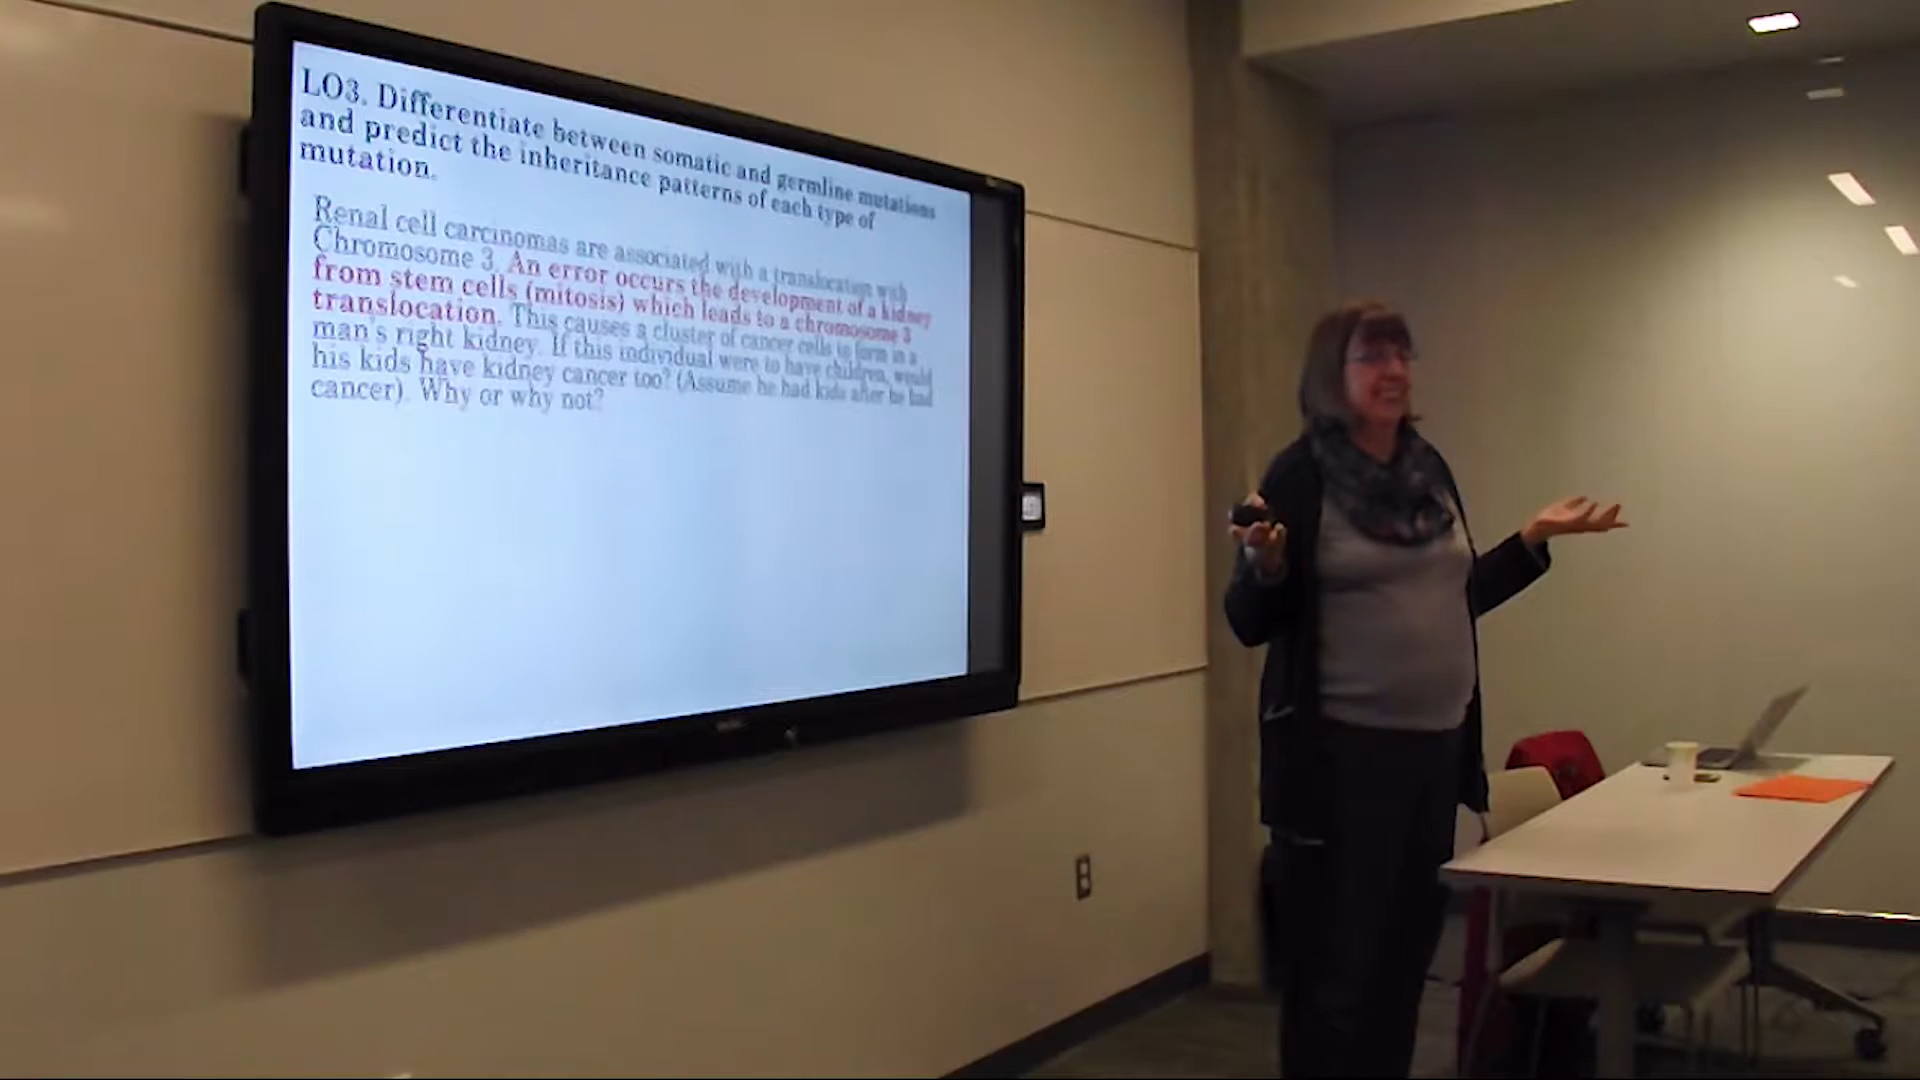 LO3. Differentiate between somatic and germline mutations
and predict the inheritance patterns of each type of
mutation.
Renal cell carcinomas are associated with a translocation with
Chromosome 3. An error occurs the development of a kidney
from stem cells (mitosis) which leads to a chromosome 3
translocation. This causes a cluster of cancer cells to form in a
man's right kidney. If this individual were to have children, would
his kids have kidney cancer too? (Assume he had kids after he had
cancer). Why or why not?